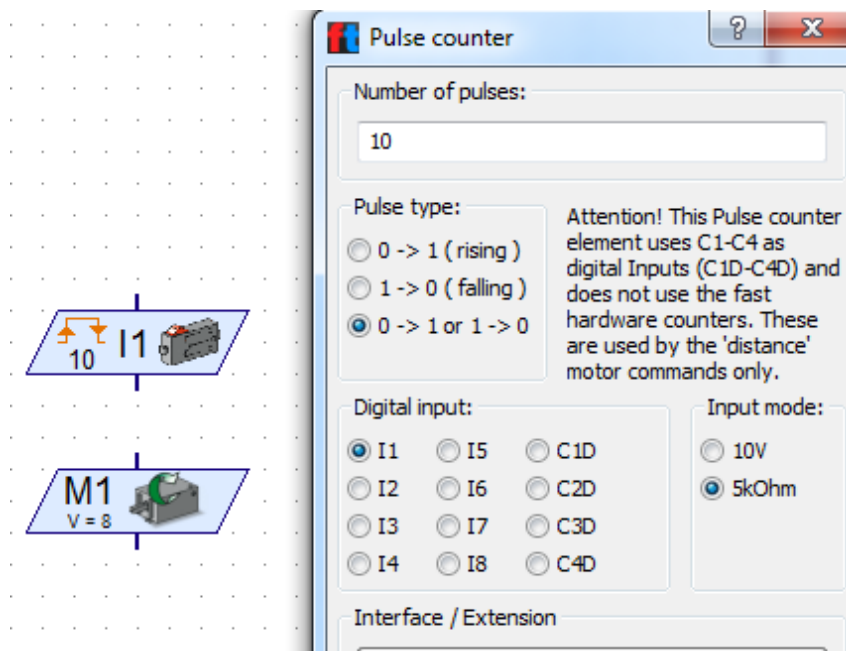 ft Pulse counter
Number of pulses:
10
Pulse type:
0 -> 1 ( rising )
1 -> 0 ( falling )
0 -> 1 or 1 -> 0
Attention! This Pulse counter
element uses C1-C4 as
digital Inputs (C1D-C4D) and
does not use the fast
hardware counters. These
are used by the 'distance'
motor commands only.
10 I1
Digital input:
I1 I5 C1D
I2 I6 C2D
I3 I7 C3D
I4 I8 C4D
Input mode:
10V
5kOhm
M1
V = 8
Interface / Extension